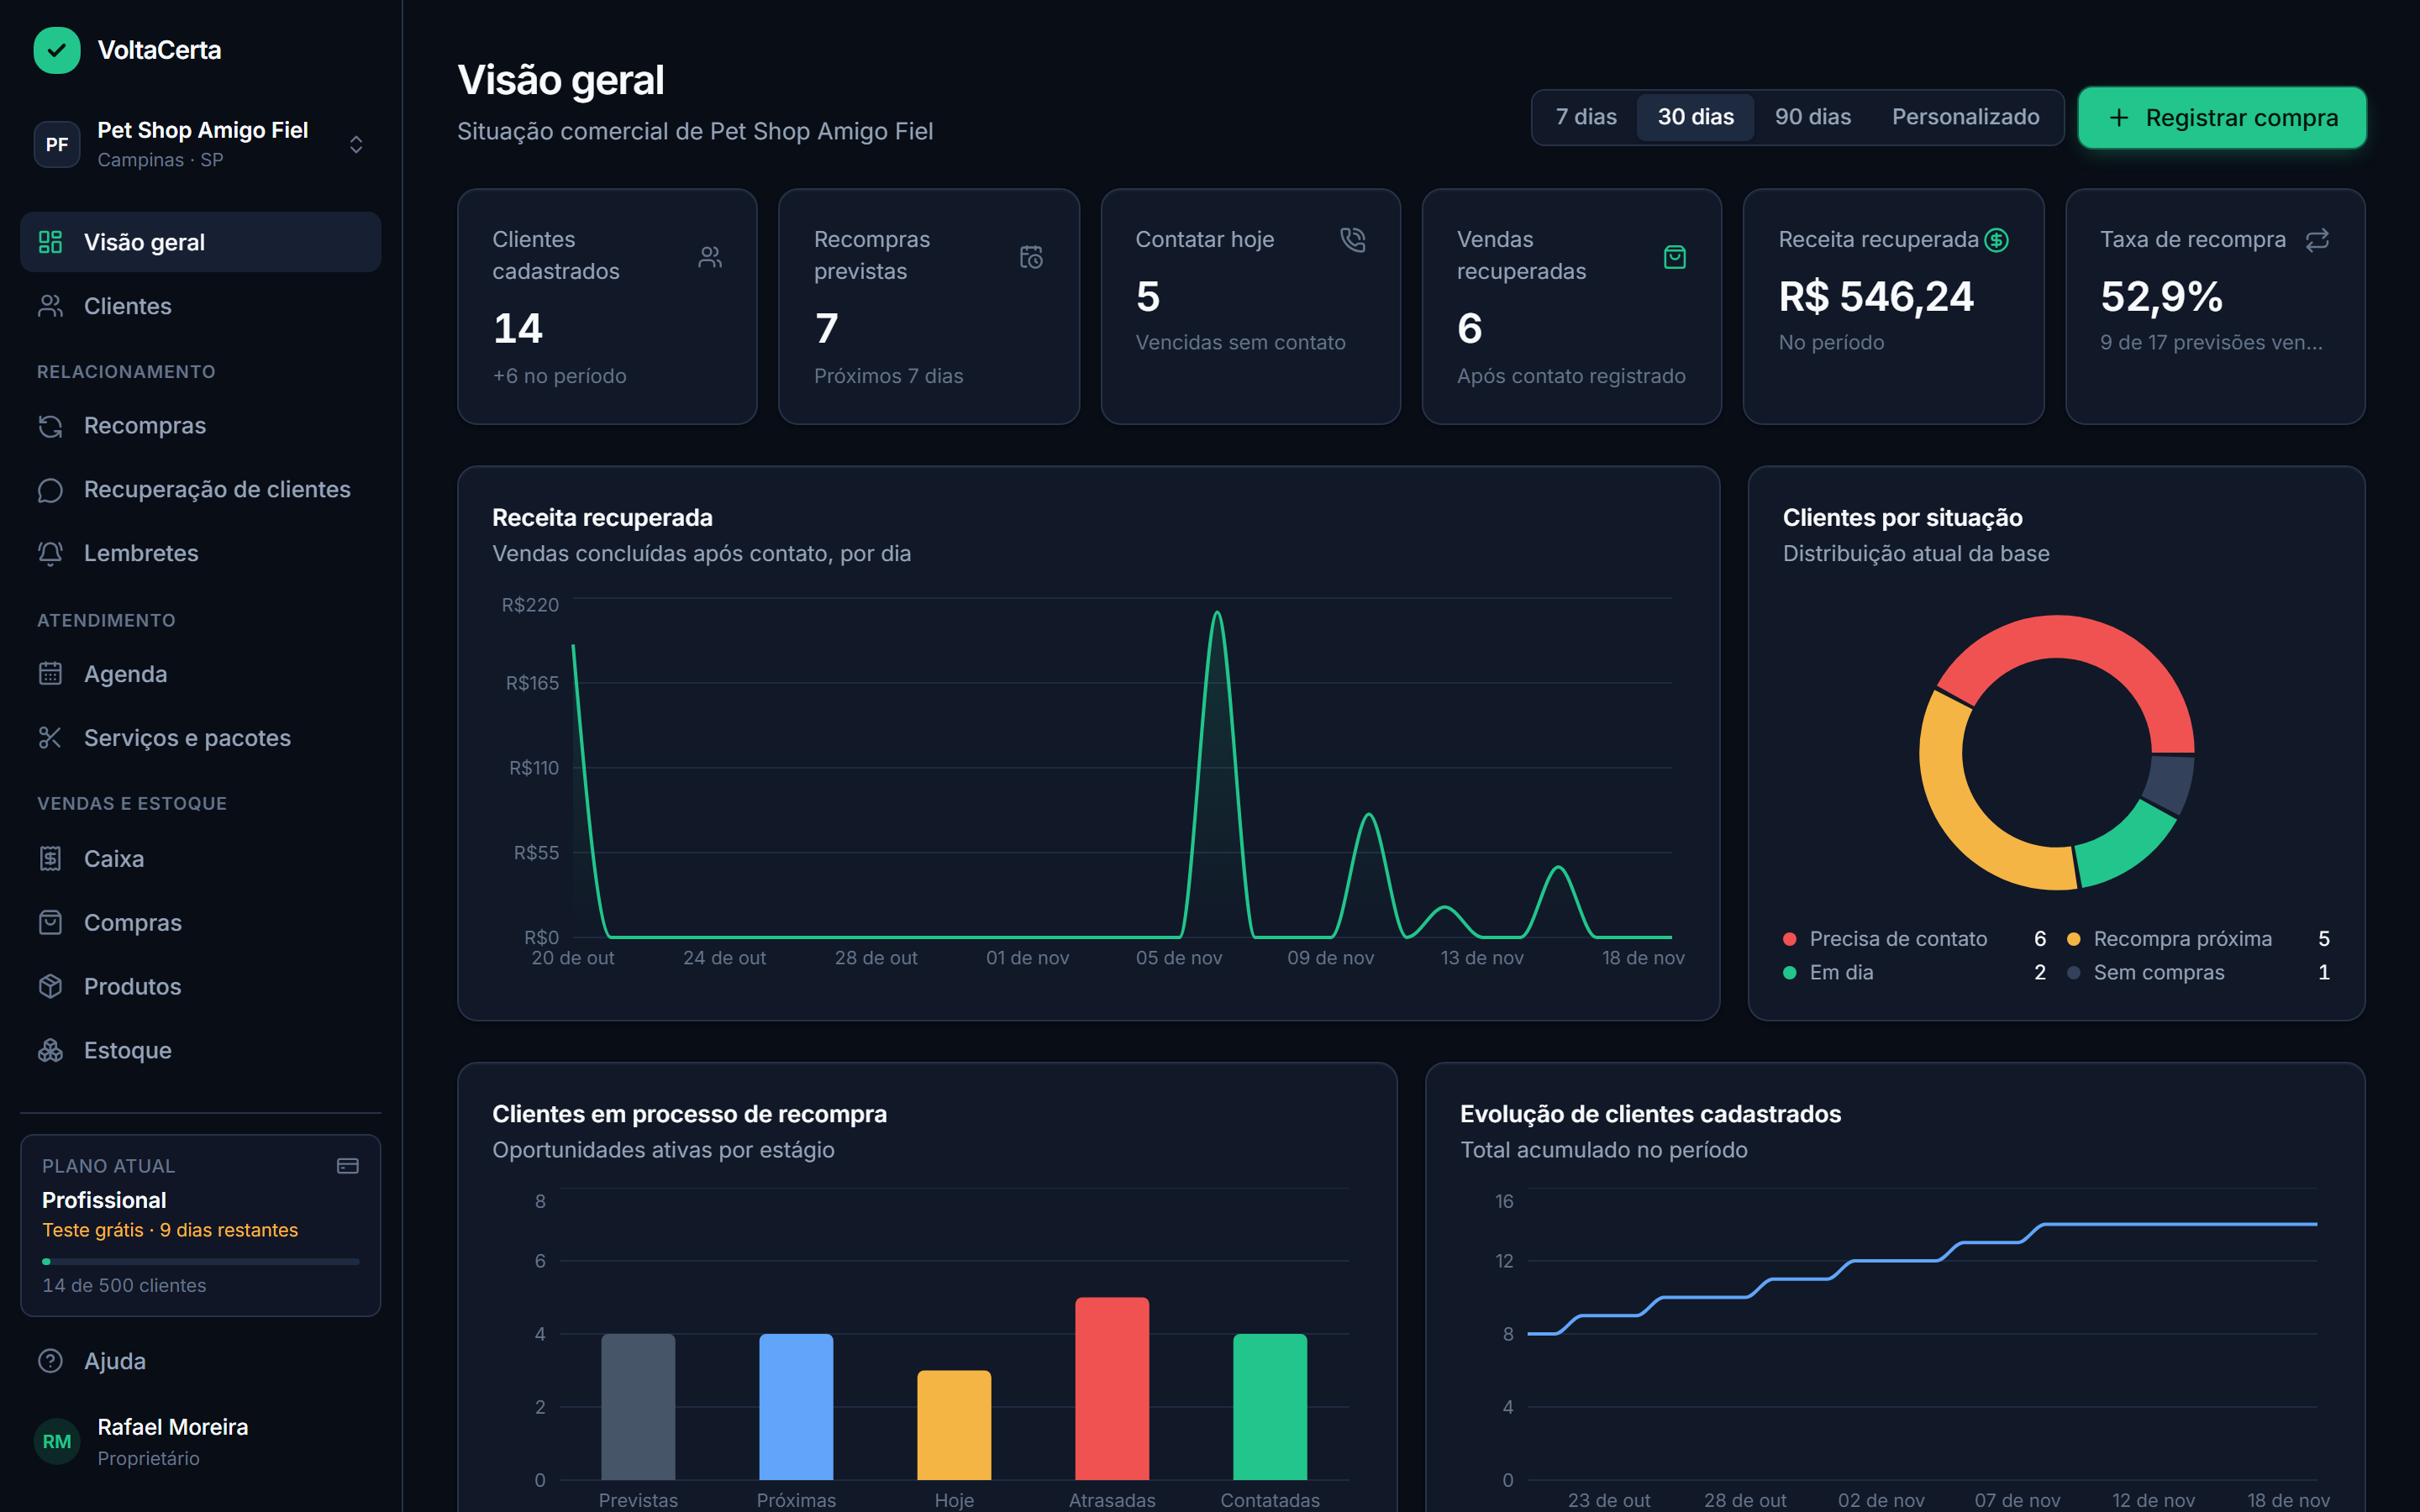 VoltaCerta
PF
Pet Shop Amigo Fiel
Campinas · SP
Visão geral
Clientes
RELACIONAMENTO
Recompras
Recuperação de clientes
Lembretes
ATENDIMENTO
Agenda
Serviços e pacotes
VENDAS E ESTOQUE
Caixa
Compras
Produtos
Estoque
PLANO ATUAL
Profissional
Teste grátis · 9 dias restantes
14 de 500 clientes
Ajuda
RM
Rafael Moreira
Proprietário
Visão geral
Situação comercial de Pet Shop Amigo Fiel
7 dias
30 dias
90 dias
Personalizado
+ Registrar compra
Clientes
cadastrados
14
+6 no período
Recompras
previstas
7
Próximos 7 dias
Contatar hoje
5
Vencidas sem contato
Vendas
recuperadas
6
Após contato registrado
Receita recuperada
R$ 546,24
No período
Taxa de recompra
52,9%
9 de 17 previsões ven...
Receita recuperada
Vendas concluídas após contato, por dia
R$220
R$165
R$110
R$55
R$0
20 de out
24 de out
28 de out
01 de nov
05 de nov
09 de nov
13 de nov
18 de nov
Clientes por situação
Distribuição atual da base
Precisa de contato 6
Recompra próxima 5
Em dia 2
Sem compras 1
Clientes em processo de recompra
Oportunidades ativas por estágio
8
6
4
2
0
Previstas
Próximas
Hoje
Atrasadas
Contatadas
Evolução de clientes cadastrados
Total acumulado no período
16
12
8
4
0
23 de out
28 de out
02 de nov
07 de nov
12 de nov
18 de nov